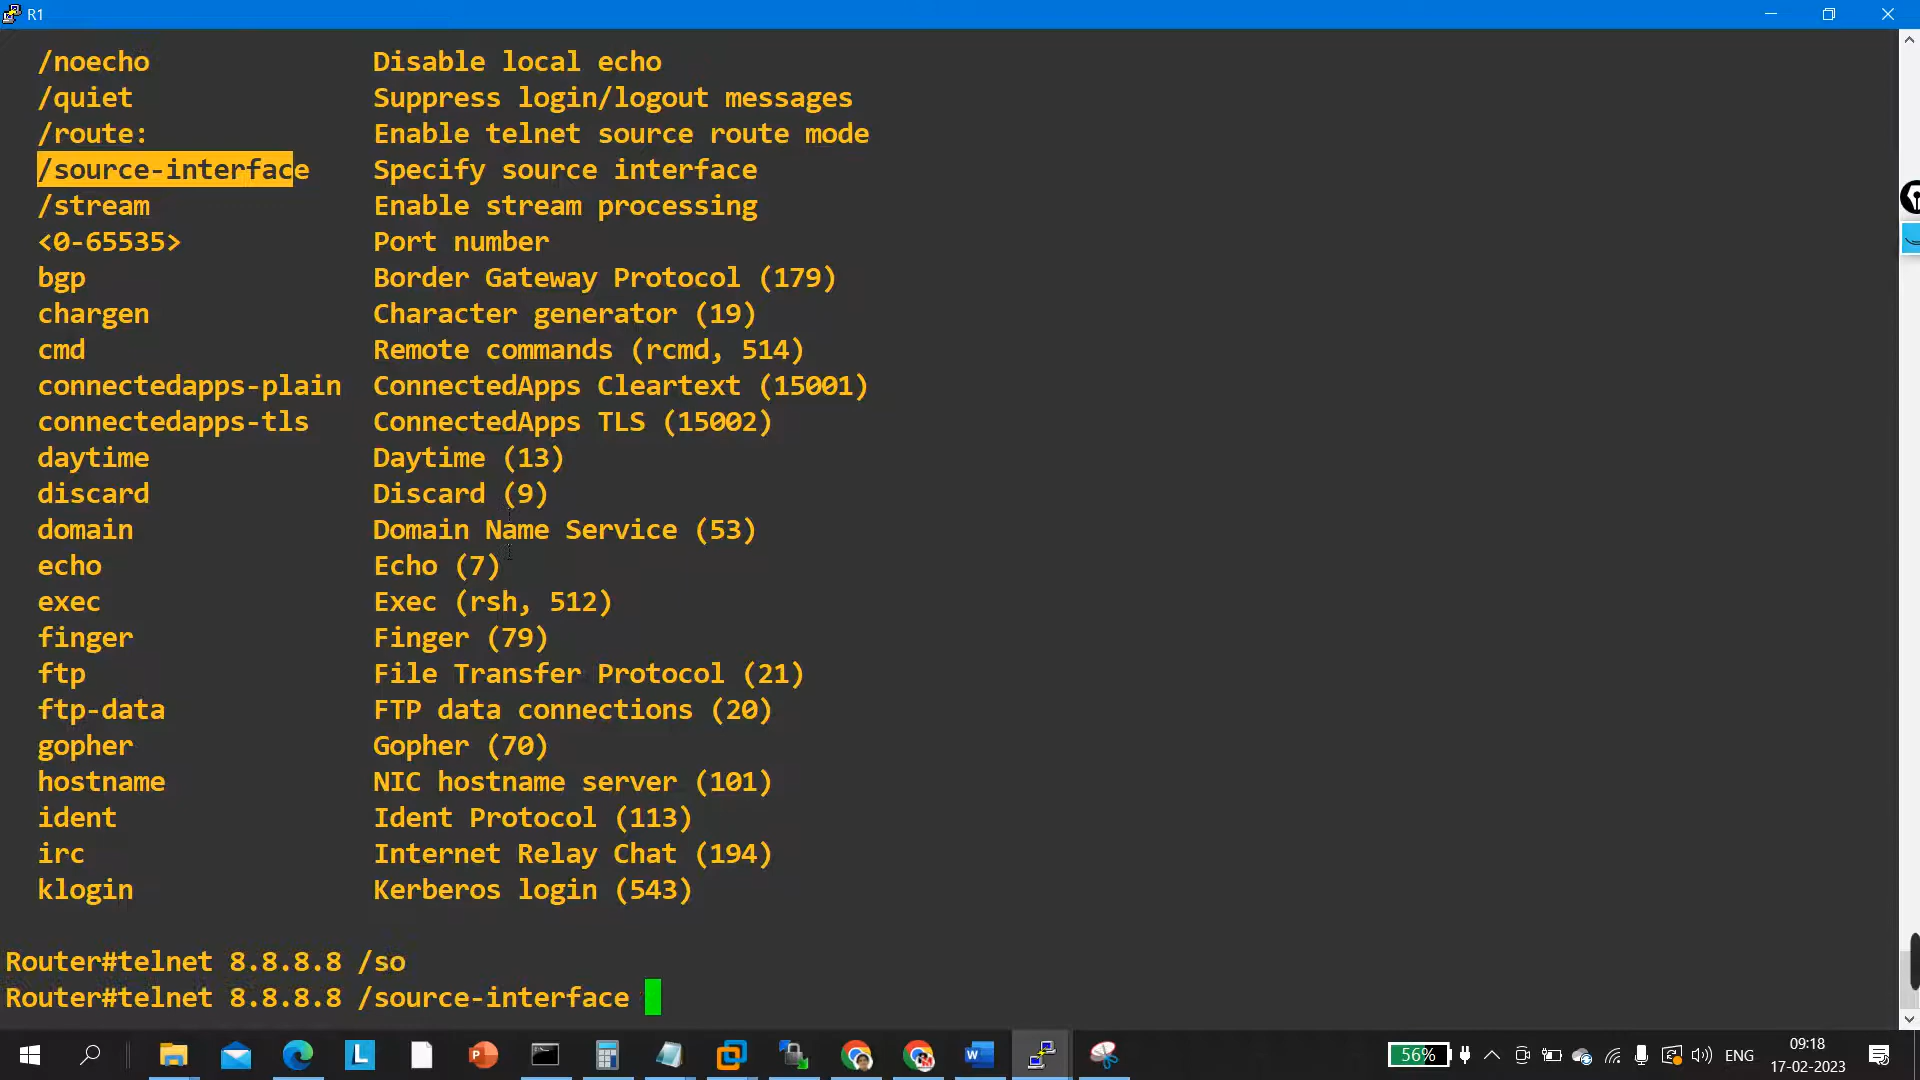 R1
/noecho Disable local echo
/quiet Suppress login/logout messages
/route: Enable telnet source route mode
/source-interface Specify source interface
/stream Enable stream processing
<0-65535> Port number
bgp Border Gateway Protocol (179)
chargen Character generator (19)
cmd Remote commands (rcmd, 514)
connectedapps-plain ConnectedApps Cleartext (15001)
connectedapps-tls ConnectedApps TLS (15002)
daytime Daytime (13)
discard Discard (9)
domain Domain Name Service (53)
echo Echo (7)
exec Exec (rsh, 512)
finger Finger (79)
ftp File Transfer Protocol (21)
ftp-data FTP data connections (20)
gopher Gopher (70)
hostname NIC hostname server (101)
ident Ident Protocol (113)
irc Internet Relay Chat (194)
klogin Kerberos login (543)
Router#telnet 8.8.8.8 /so
Router#telnet 8.8.8.8 /source-interface
56% ENG 09:18
17-02-2023